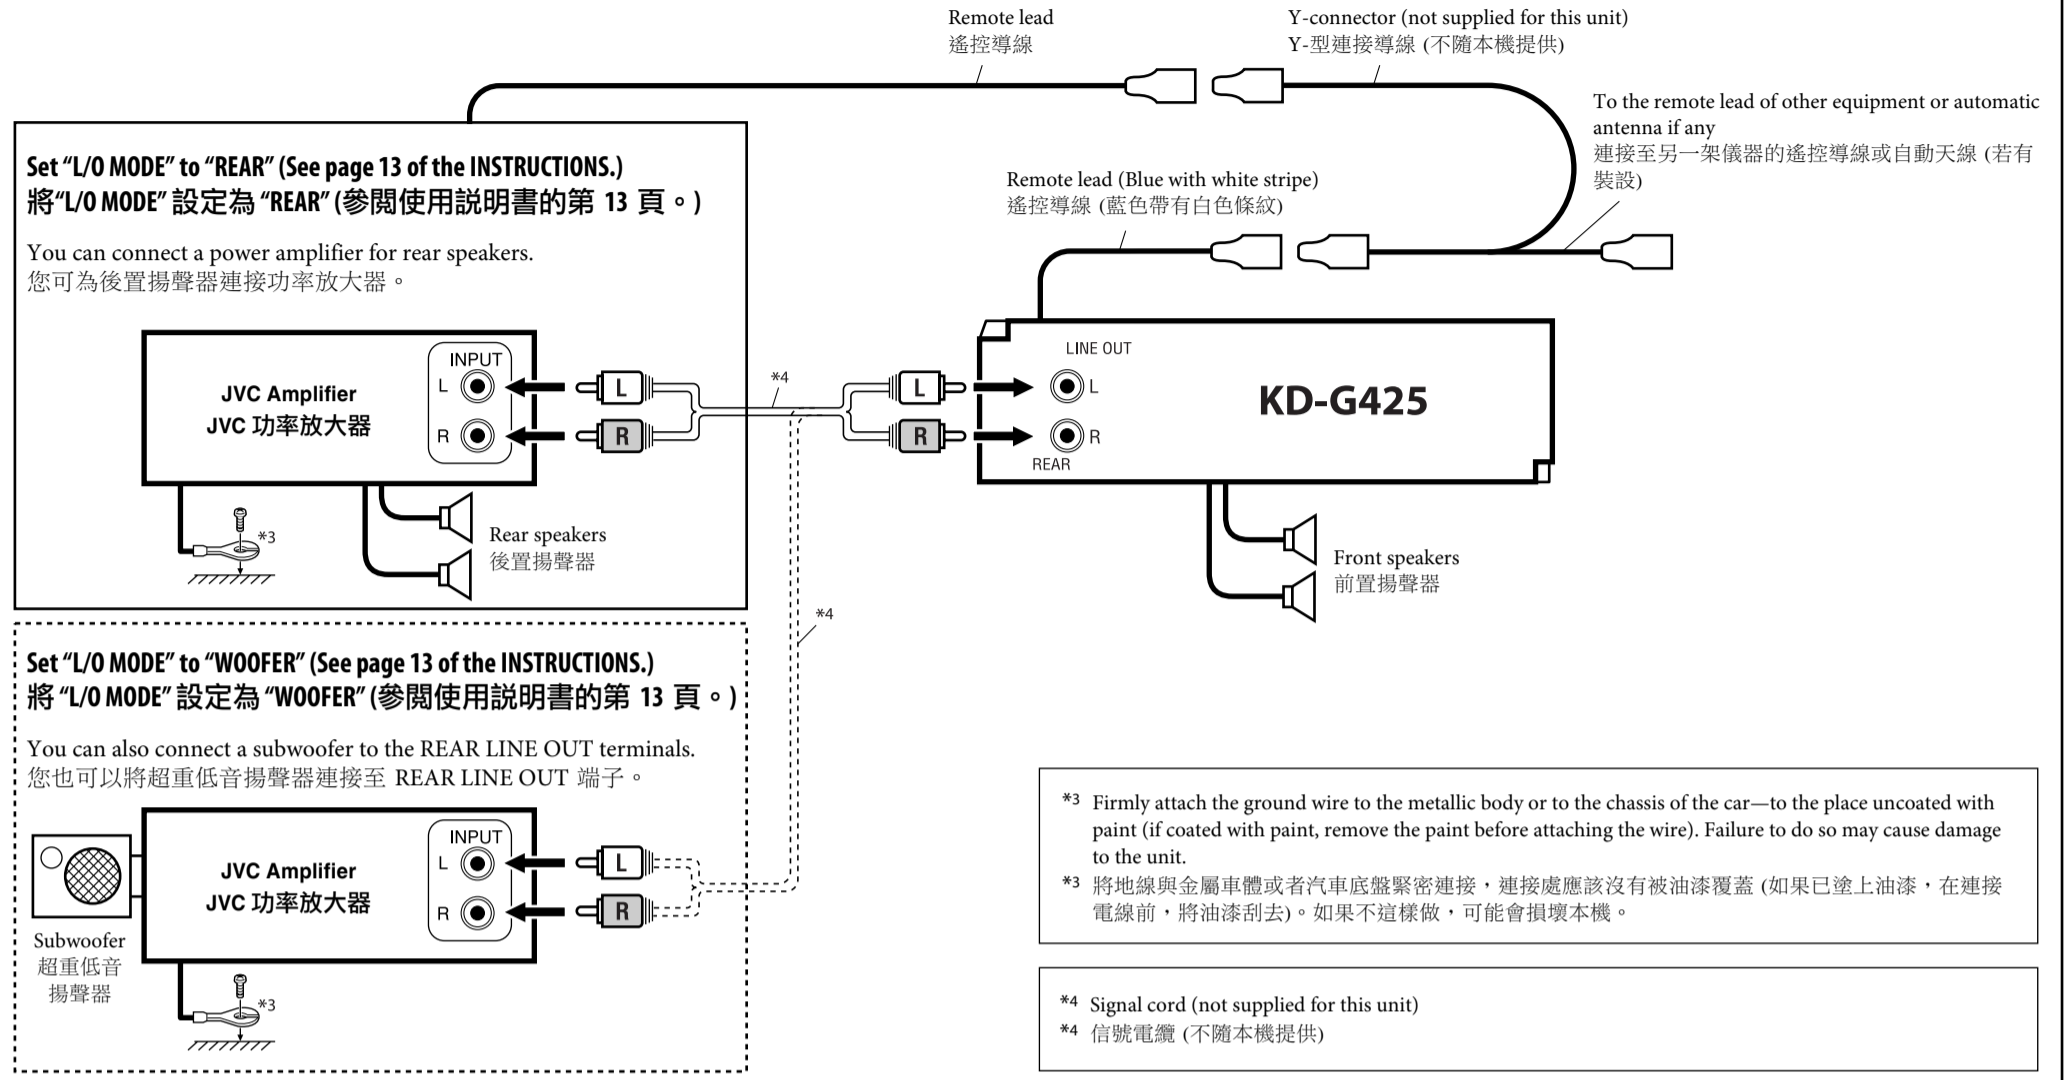 Remote lead
遙控導線
Y-connector (not supplied for this unit)
Y-型連接導線 (不隨本機提供)
To the remote lead of other equipment or automatic
antenna if any
連接至另一架儀器的遙控導線或自動天線 (若有
裝設)
Remote lead (Blue with white stripe)
遙控導線 (藍色帶有白色條紋)
Set “L/O MODE” to “REAR” (See page 13 of the INSTRUCTIONS.)
將“L/O MODE” 設定為 “REAR” (參閱使用説明書的第 13 頁。)
You can connect a power amplifier for rear speakers.
您可為後置揚聲器連接功率放大器。
JVC Amplifier
JVC 功率放大器
INPUT
L
R
L
R
*4
L
R
LINE OUT
L
R
REAR
KD-G425
*3
Rear speakers
後置揚聲器
Front speakers
前置揚聲器
*4
Set “L/O MODE” to “WOOFER” (See page 13 of the INSTRUCTIONS.)
將 “L/O MODE” 設定為 “WOOFER” (參閱使用説明書的第 13 頁。)
You can also connect a subwoofer to the REAR LINE OUT terminals.
您也可以將超重低音揚聲器連接至 REAR LINE OUT 端子。
JVC Amplifier
JVC 功率放大器
INPUT
L
R
L
R
Subwoofer
超重低音
揚聲器
*3
*3 Firmly attach the ground wire to the metallic body or to the chassis of the car—to the place uncoated with
paint (if coated with paint, remove the paint before attaching the wire). Failure to do so may cause damage
to the unit.
*3 將地線與金屬車體或者汽車底盤緊密連接，連接處應該沒有被油漆覆蓋 (如果已塗上油漆，在連接
電線前，將油漆刮去)。如果不這樣做，可能會損壞本機。
*4 Signal cord (not supplied for this unit)
*4 信號電纜 (不隨本機提供)